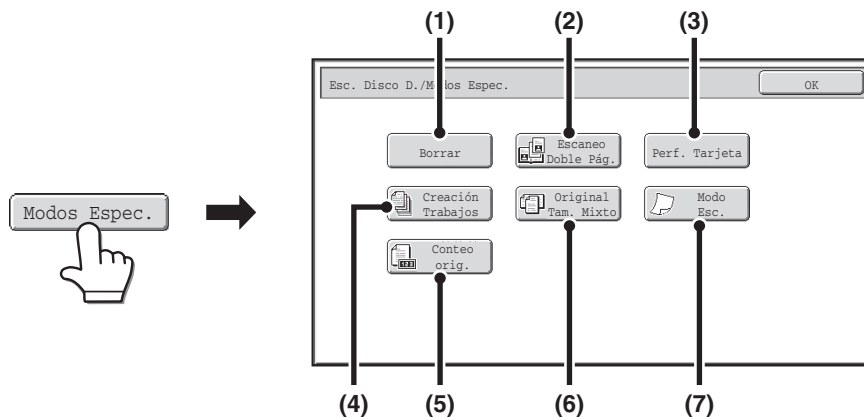 (1) (2) (3)
Esc. Disco D./Modos Espec.
OK
Borrar
Escaneo
Doble Pág.
Perf. Tarjeta
Modos Espec.
Creación
Trabajos
Original
Tam. Mixto
Modo
Esc.
Conteo
orig.
(4) (5) (6) (7)